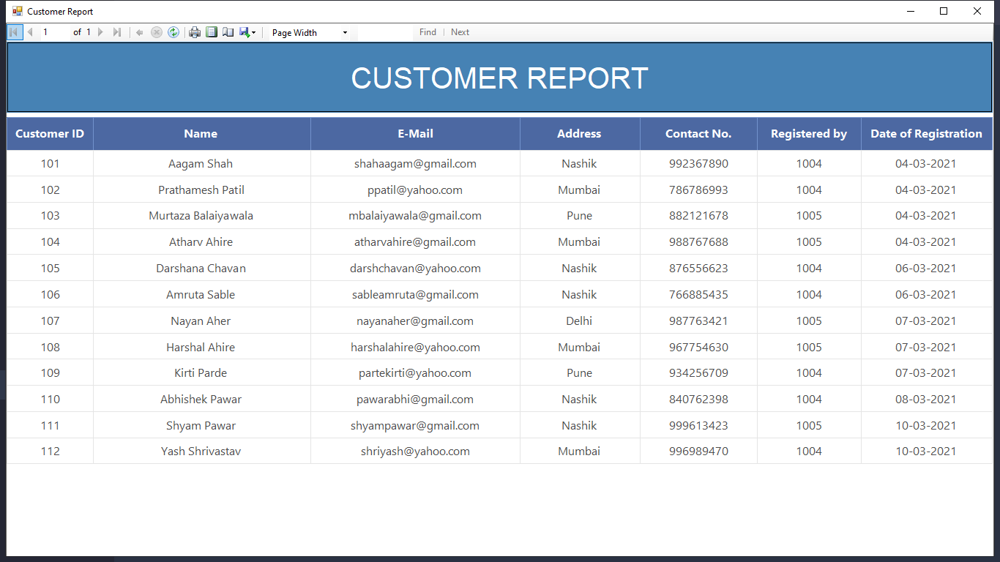 Customer Report
1 of 1 Page Width Find Next
CUSTOMER REPORT
Customer ID Name E-Mail Address Contact No. Registered by Date of Registration
101 Aagam Shah shahaagam@gmail.com Nashik 992367890 1004 04-03-2021
102 Prathamesh Patil ppatil@yahoo.com Mumbai 786786993 1004 04-03-2021
103 Murtaza Balaiyawala mbalaiyawala@gmail.com Pune 882121678 1005 04-03-2021
104 Atharv Ahire atharvahire@gmail.com Mumbai 988767688 1005 04-03-2021
105 Darshana Chavan darshchavan@yahoo.com Nashik 876556623 1004 06-03-2021
106 Amruta Sable sableamruta@gmail.com Nashik 766885435 1004 06-03-2021
107 Nayan Aher nayanaher@gmail.com Delhi 987763421 1005 07-03-2021
108 Harshal Ahire harshalahire@yahoo.com Mumbai 967754630 1005 07-03-2021
109 Kirti Parde partekirti@yahoo.com Pune 934256709 1004 07-03-2021
110 Abhishek Pawar pawarabhi@gmail.com Nashik 840762398 1004 08-03-2021
111 Shyam Pawar shyampawar@gmail.com Nashik 999613423 1005 10-03-2021
112 Yash Shrivastav shriyash@yahoo.com Mumbai 996989470 1004 10-03-2021